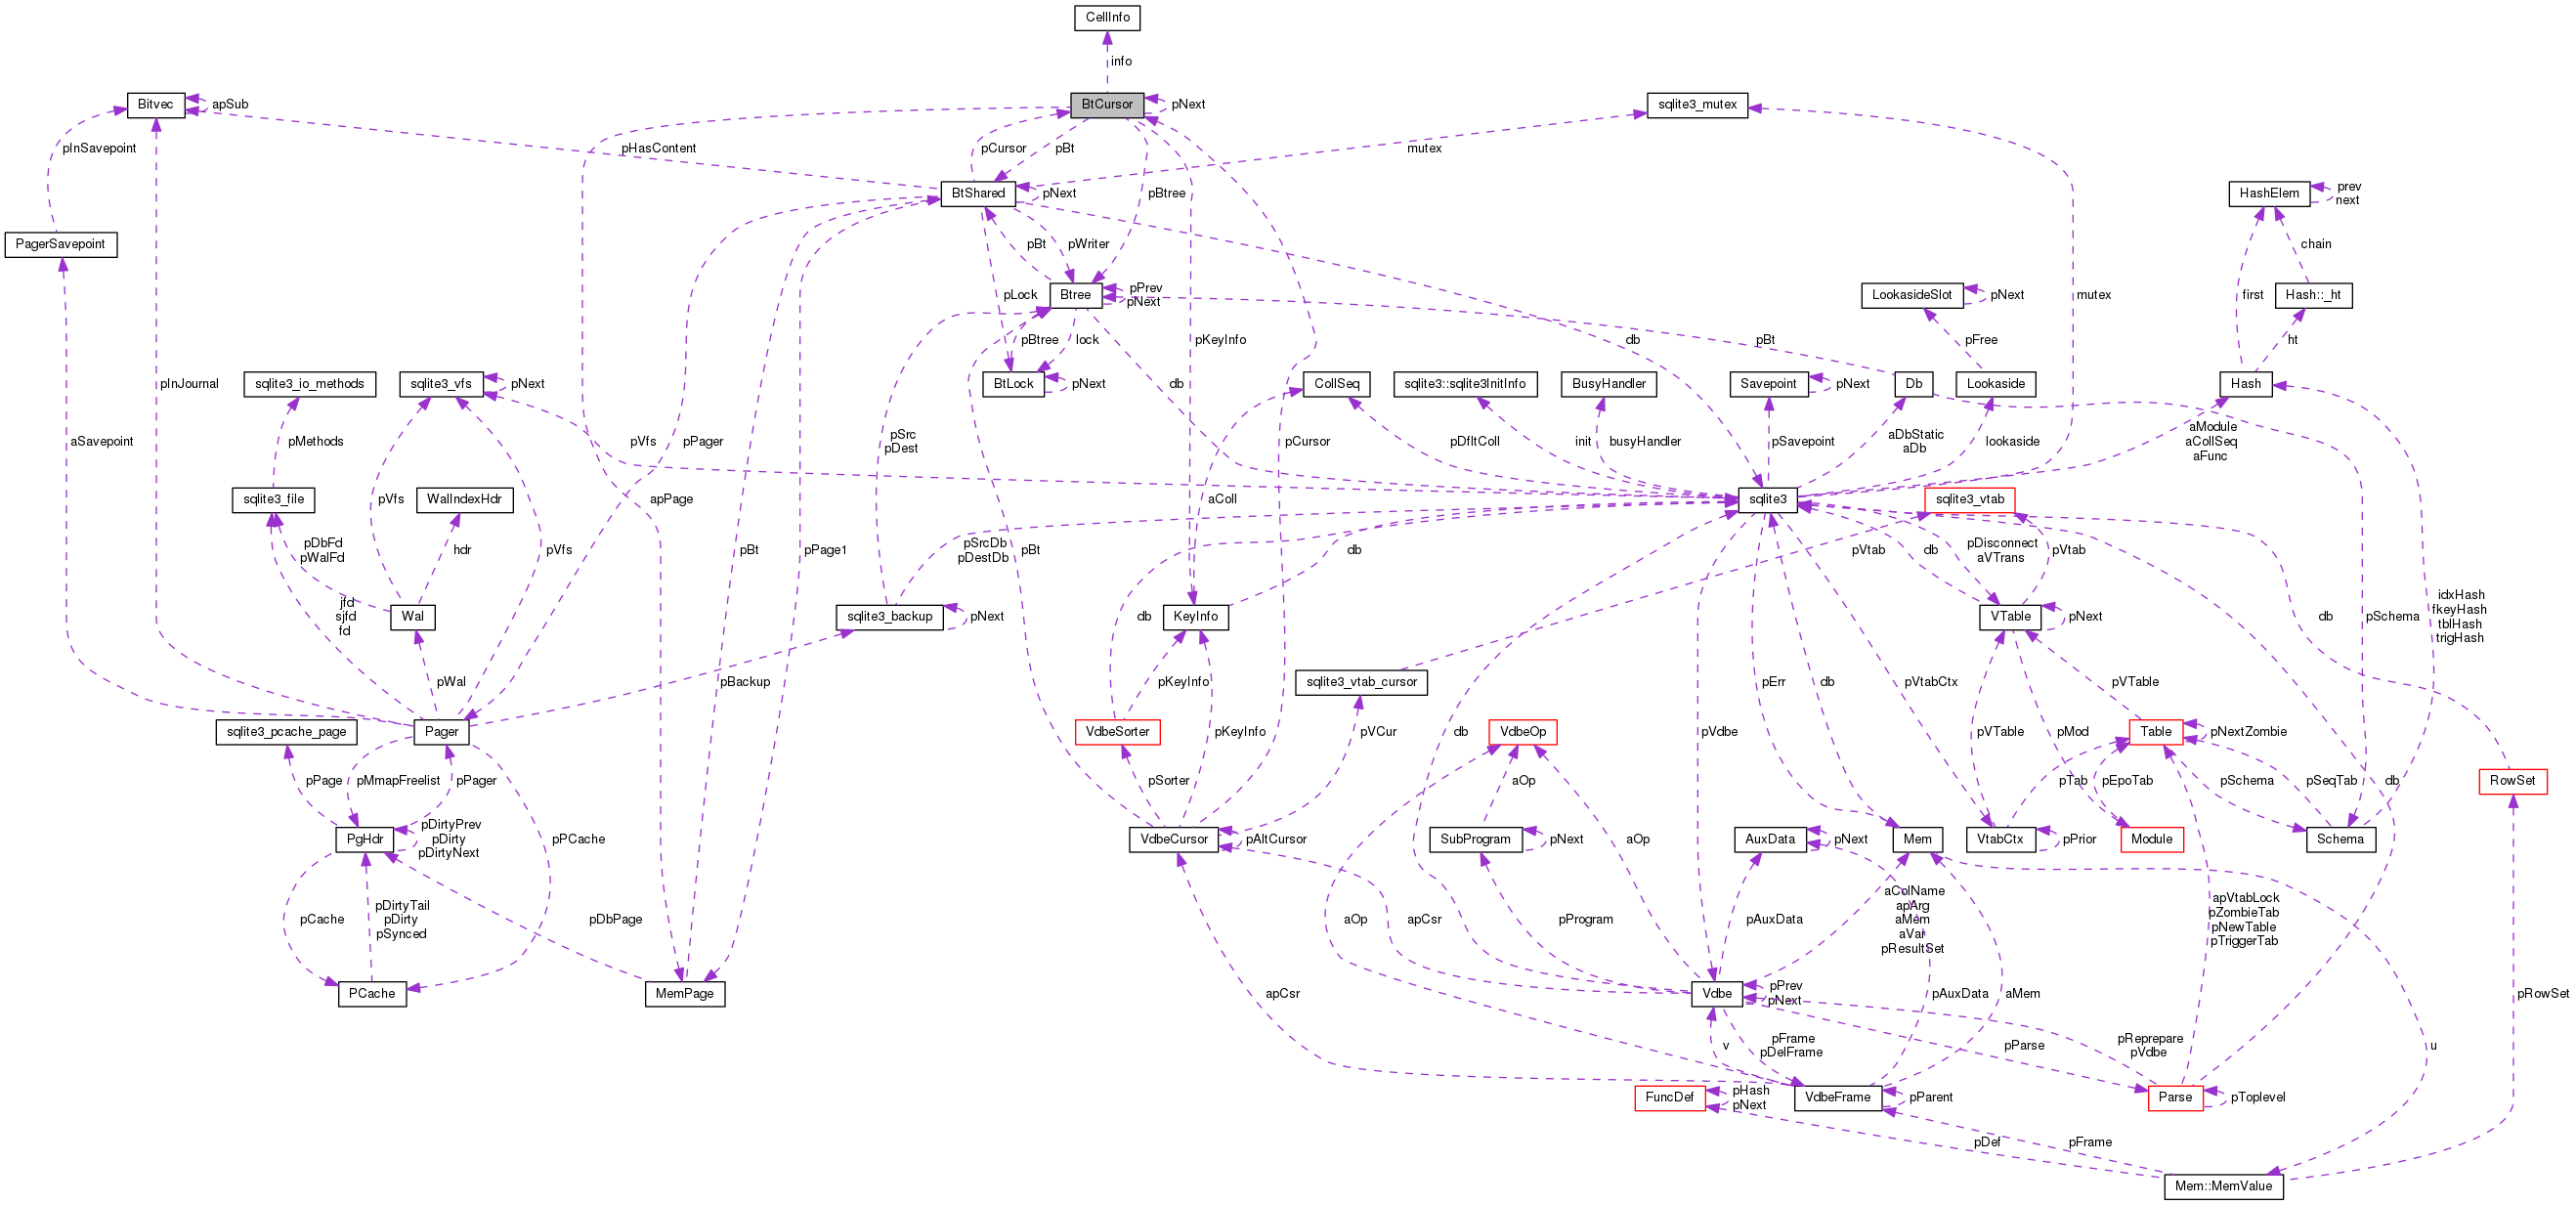 CellInfo
info
Bitvec
apSub
BtCursor
pNext
sqlite3_mutex
pInSavepoint
pHasContent
pCursor
pBt
mutex
BtShared
pNext
pBtree
HashElem
prev
next
PagerSavepoint
pBt
pWriter
chain
pLock
Btree
pPrev
pNext
LookasideSlot
pNext
mutex
first
Hash::_ht
pBtree
lock
pKeyInfo
db
pBt
pFree
ht
sqlite3_io_methods
sqlite3_vfs
pNext
pInJournal
BtLock
pNext
db
CollSeq
sqlite3::sqlite3InitInfo
BusyHandler
Savepoint
pNext
Db
Lookaside
Hash
aSavepoint
pMethods
pVfs
pPager
pSrc
pDest
pCursor
pDfltColl
init
busyHandler
pSavepoint
aDbStatic
aDb
lookaside
aModule
aCollSeq
aFunc
sqlite3_file
pVfs
WalIndexHdr
apPage
aColl
sqlite3
sqlite3_vtab
pDbFd
pWalFd
hdr
pVfs
pBt
pPage1
pSrcDb
pDestDb
pBt
db
pVtab
db
pDisconnect
aVTrans
pVtab
jfd
sjfd
fd
Wal
sqlite3_backup
pNext
db
KeyInfo
VTable
pNext
pSchema
idxHash
fkeyHash
tblHash
trigHash
db
pWal
pBackup
pKeyInfo
sqlite3_vtab_cursor
pErr
db
pVtabCtx
pVTable
sqlite3_pcache_page
Pager
VdbeSorter
pKeyInfo
pVCur
VdbeOp
db
pVdbe
pVTable
pMod
Table
pNextZombie
pPage
pMmapFreelist
pPager
pSorter
aOp
pTab
pEpoTab
pSchema
pSeqTab
db
RowSet
PgHdr
pDirtyPrev
pDirty
pDirtyNext
pPCache
VdbeCursor
pAltCursor
SubProgram
pNext
aOp
AuxData
pNext
Mem
VtabCtx
pPrior
Module
Schema
pCache
pDirtyTail
pDirty
pSynced
pDbPage
aOp
apCsr
pProgram
pAuxData
aColName
apArg
aMem
aVar
pResultSet
apVtabLock
pZombieTab
pNewTable
pTriggerTab
PCache
MemPage
apCsr
Vdbe
pPrev
pNext
pAuxData
aMem
pRowSet
v
pFrame
pDelFrame
pParse
pReprepare
pVdbe
u
FuncDef
pHash
pNext
VdbeFrame
pParent
Parse
pToplevel
pDef
pFrame
Mem::MemValue